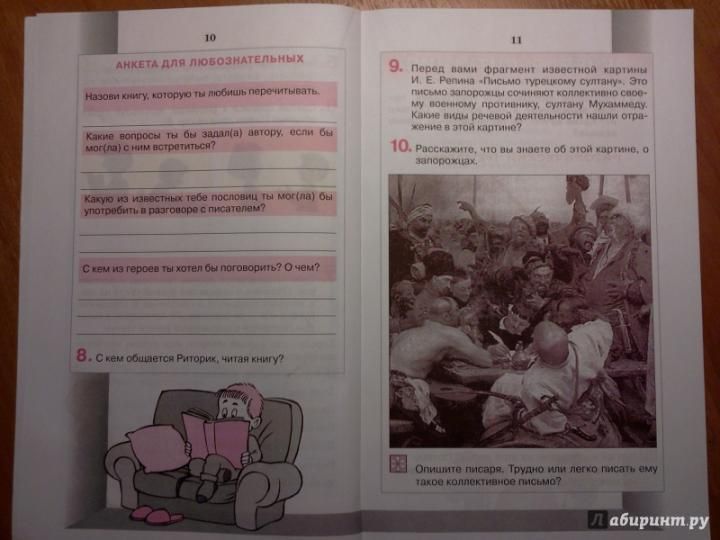 10
АНКЕТА ДЛЯ ЛЮБОЗНАТЕЛЬНЫХ
Назови книгу, которую ты любишь перечитывать.
Какие вопросы ты бы задал(а) автору, если бы
мог(ла) с ним встретиться?
Какую из известных тебе пословиц ты мог(ла) бы
употребить в разговоре с писателем?
С кем из героев ты хотел бы поговорить? О чем?
8. С кем общается Риторик, читая книгу?
11
9. Перед вами фрагмент известной картины
И. Е. Репина «Письмо турецкому султану». Это
письмо запорожцы сочиняют коллективно свое-
му военному противнику, султану Мухаммеду.
Какие виды речевой деятельности нашли отра-
жение в этой картине?
10. Расскажите, что вы знаете об этой картине, о
запорожцах.
Опишите писаря. Трудно или легко писать ему
такое коллективное письмо?
Лабиринт.ру